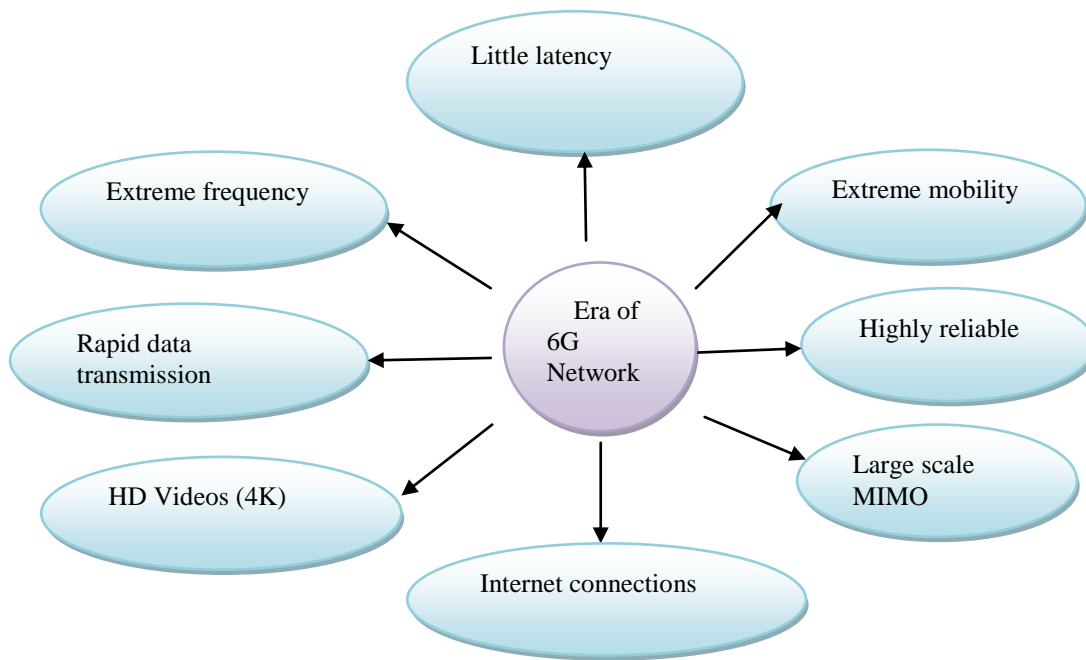 Little latency
Extreme frequency
Extreme mobility
Era of
6G
Network
Highly reliable
Rapid data
transmission
Large scale
MIMO
HD Videos (4K)
Internet connections